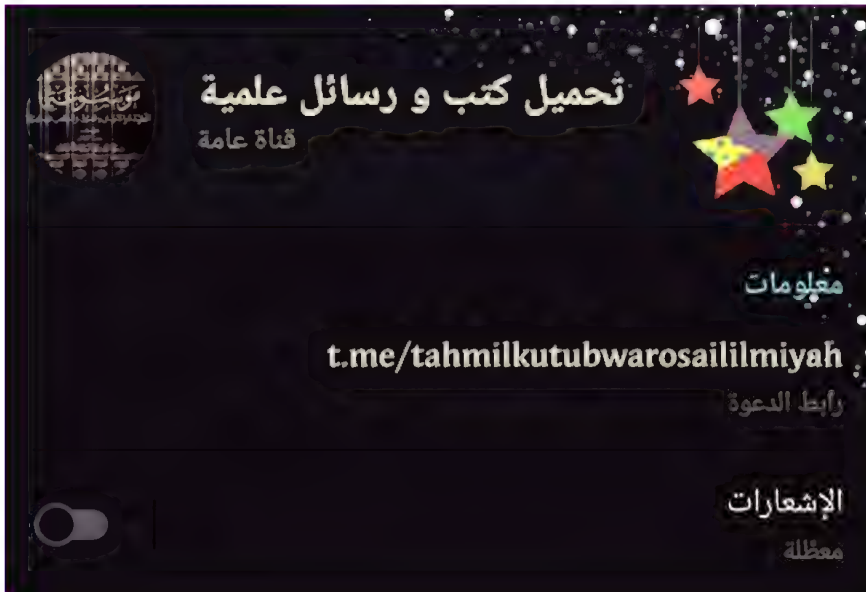 تحميل كتب و رسائل علمية
قناة عامة
معلومات
t.me/tahmilkutubwarosaililmiyah
رابط الدعوة
الإشعارات
معطلة